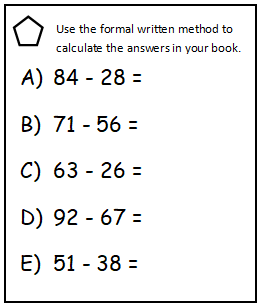 Use the formal written method to
calculate the answers in your book.
A) 84 - 28 =
B) 71 - 56 =
C) 63 - 26 =
D) 92 - 67 =
E) 51 - 38 =